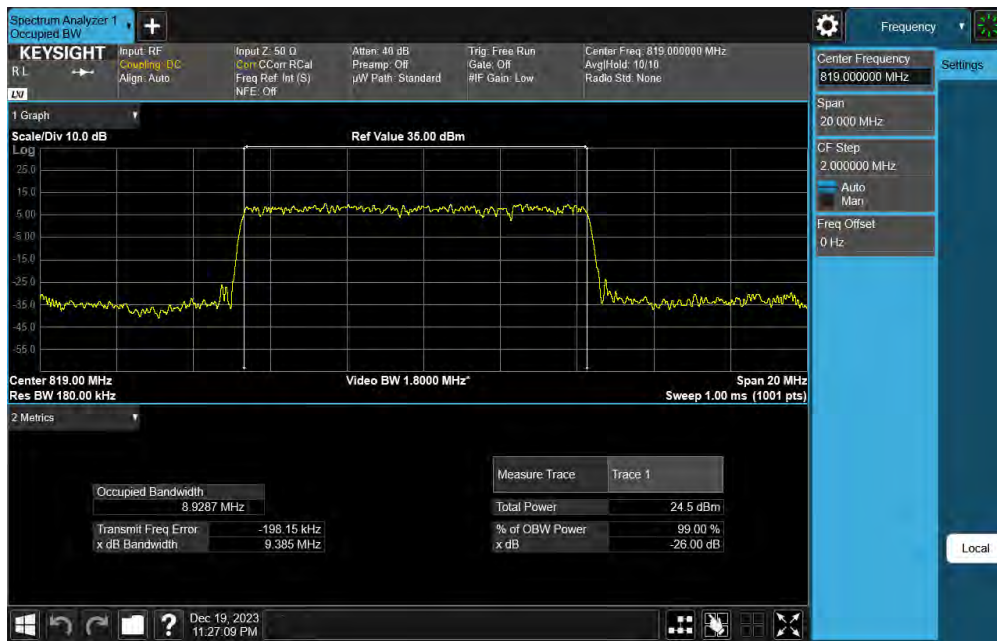 Spectrum Analyzer 1
Occupied BW
Frequency
KEYSIGHT
R L
LXI
Input: RF
Coupling: DC
Align: Auto
Input Z: 50 Ω
Corr CCorr RCal
Freq Ref: Int (S)
NFE: Off
Atten: 40 dB
Preamp: Off
µW Path: Standard
Trig: Free Run
Gate: Off
#IF Gain: Low
Center Freq: 819.000000 MHz
Avg|Hold: 10/10
Radio Std: None
Center Frequency
819.000000 MHz
Settings
Span
20.000 MHz
CF Step
2.000000 MHz
Auto
Man
Freq Offset
0 Hz
1 Graph
Scale/Div 10.0 dB
Ref Value 35.00 dBm
Log
25.0
15.0
5.00
-5.00
-15.0
-25.0
-35.0
-45.0
-55.0
Center 819.00 MHz
Video BW 1.8000 MHz*
Span 20 MHz
Res BW 180.00 kHz
Sweep 1.00 ms (1001 pts)
2 Metrics
Measure Trace
Trace 1
Occupied Bandwidth
8.9287 MHz
Total Power
24.5 dBm
Transmit Freq Error
-198.15 kHz
% of OBW Power
99.00 %
x dB Bandwidth
9.385 MHz
x dB
-26.00 dB
Local
?
Dec 19, 2023
11:27:09 PM